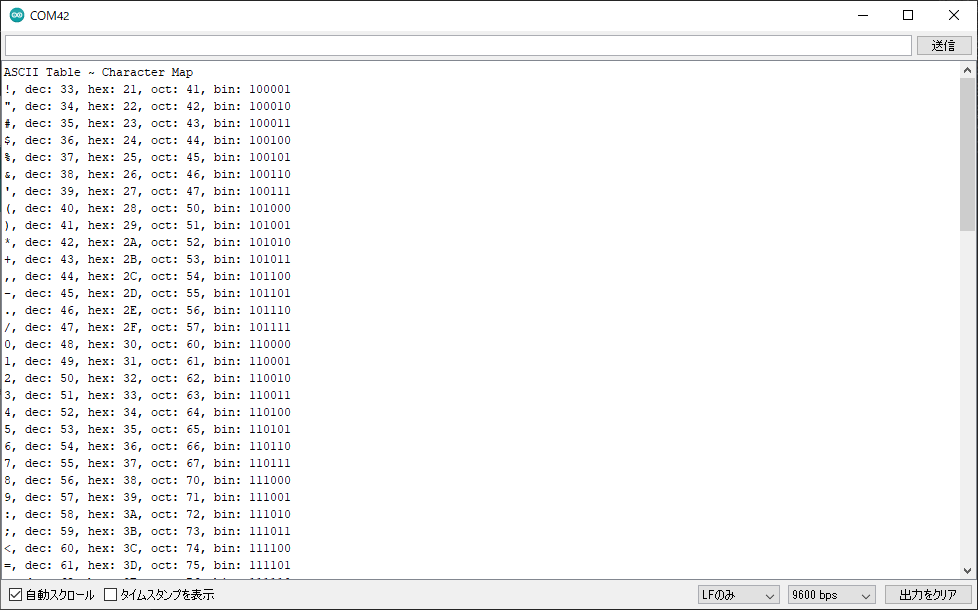 COM42
送信
ASCII Table ~ Character Map
!, dec: 33, hex: 21, oct: 41, bin: 100001
", dec: 34, hex: 22, oct: 42, bin: 100010
#, dec: 35, hex: 23, oct: 43, bin: 100011
$, dec: 36, hex: 24, oct: 44, bin: 100100
%, dec: 37, hex: 25, oct: 45, bin: 100101
&, dec: 38, hex: 26, oct: 46, bin: 100110
', dec: 39, hex: 27, oct: 47, bin: 100111
(, dec: 40, hex: 28, oct: 50, bin: 101000
), dec: 41, hex: 29, oct: 51, bin: 101001
*, dec: 42, hex: 2A, oct: 52, bin: 101010
+, dec: 43, hex: 2B, oct: 53, bin: 101011
,, dec: 44, hex: 2C, oct: 54, bin: 101100
-, dec: 45, hex: 2D, oct: 55, bin: 101101
., dec: 46, hex: 2E, oct: 56, bin: 101110
/, dec: 47, hex: 2F, oct: 57, bin: 101111
0, dec: 48, hex: 30, oct: 60, bin: 110000
1, dec: 49, hex: 31, oct: 61, bin: 110001
2, dec: 50, hex: 32, oct: 62, bin: 110010
3, dec: 51, hex: 33, oct: 63, bin: 110011
4, dec: 52, hex: 34, oct: 64, bin: 110100
5, dec: 53, hex: 35, oct: 65, bin: 110101
6, dec: 54, hex: 36, oct: 66, bin: 110110
7, dec: 55, hex: 37, oct: 67, bin: 110111
8, dec: 56, hex: 38, oct: 70, bin: 111000
9, dec: 57, hex: 39, oct: 71, bin: 111001
:, dec: 58, hex: 3A, oct: 72, bin: 111010
;, dec: 59, hex: 3B, oct: 73, bin: 111011
<, dec: 60, hex: 3C, oct: 74, bin: 111100
=, dec: 61, hex: 3D, oct: 75, bin: 111101
自動スクロール タイムスタンプを表示 LFのみ 9600 bps 出力をクリア